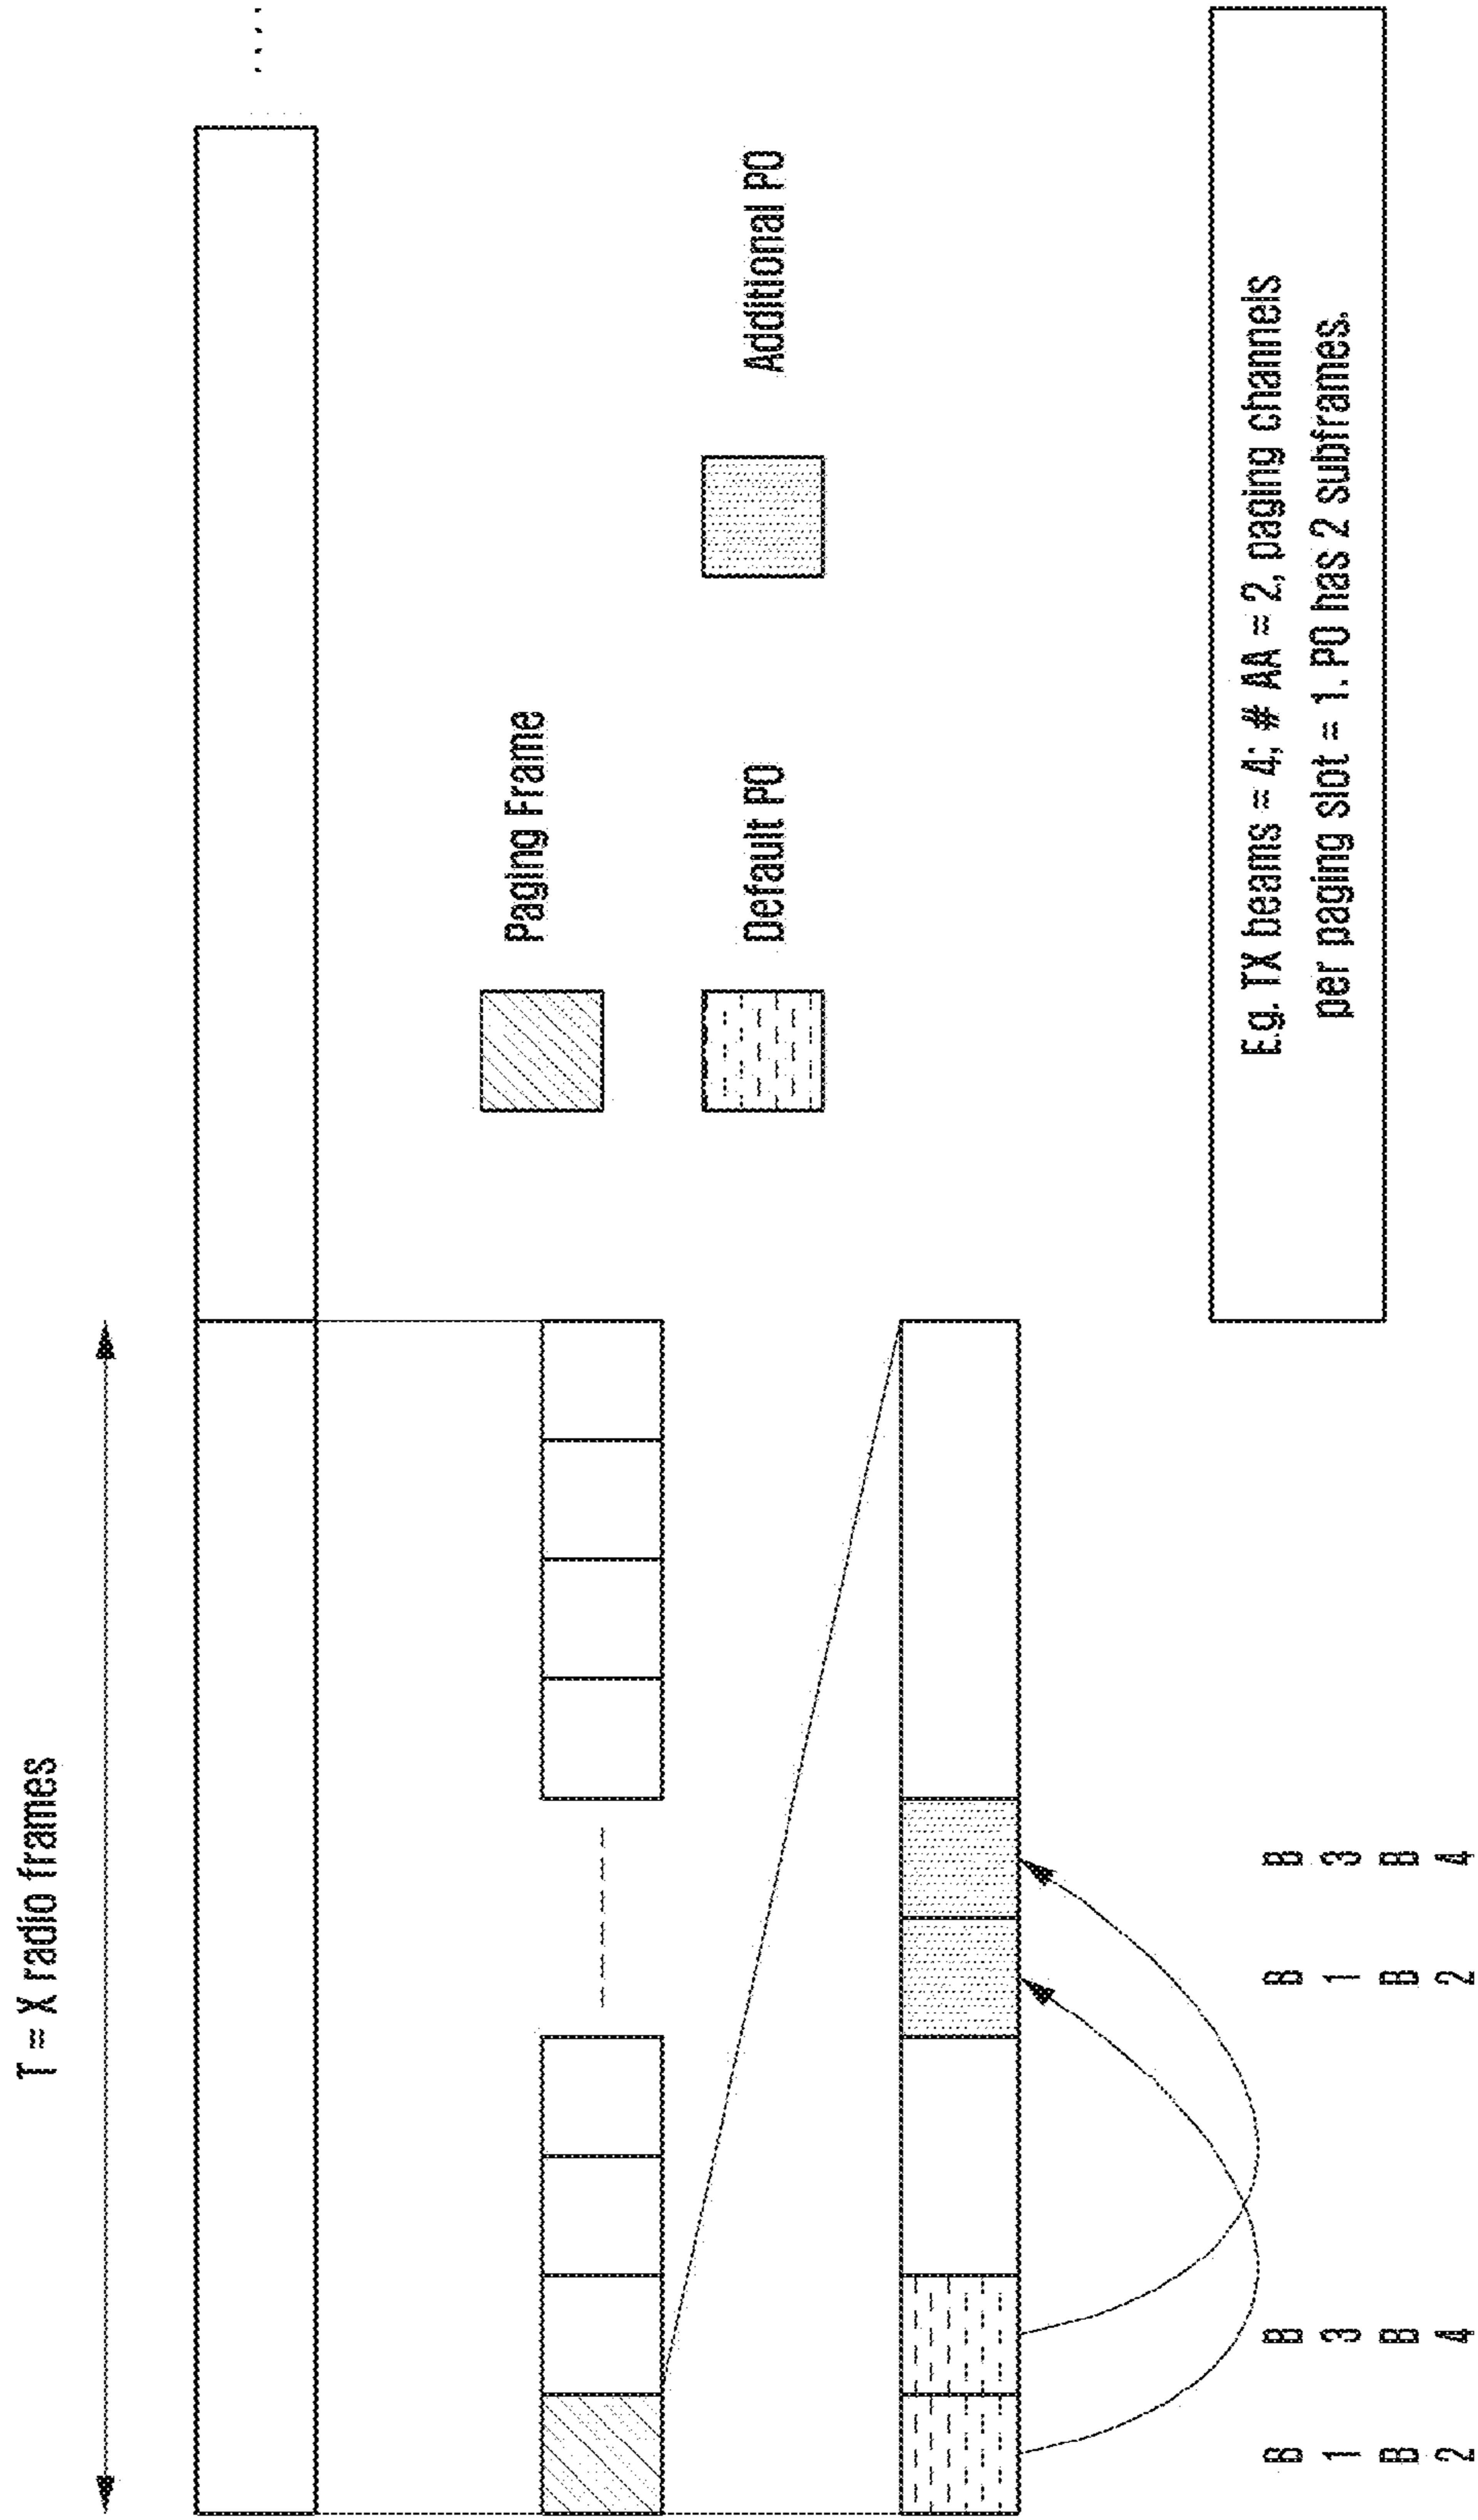 T = X radio frames
....
Paging Frame
Default PO
Additional PO
B 1 B 2
B 3 B 4
B 1 B 2
B 3 B 4
E.g. TX beams = 4; # AA = 2, paging channels
per paging slot = 1. PO has 2 subframes.